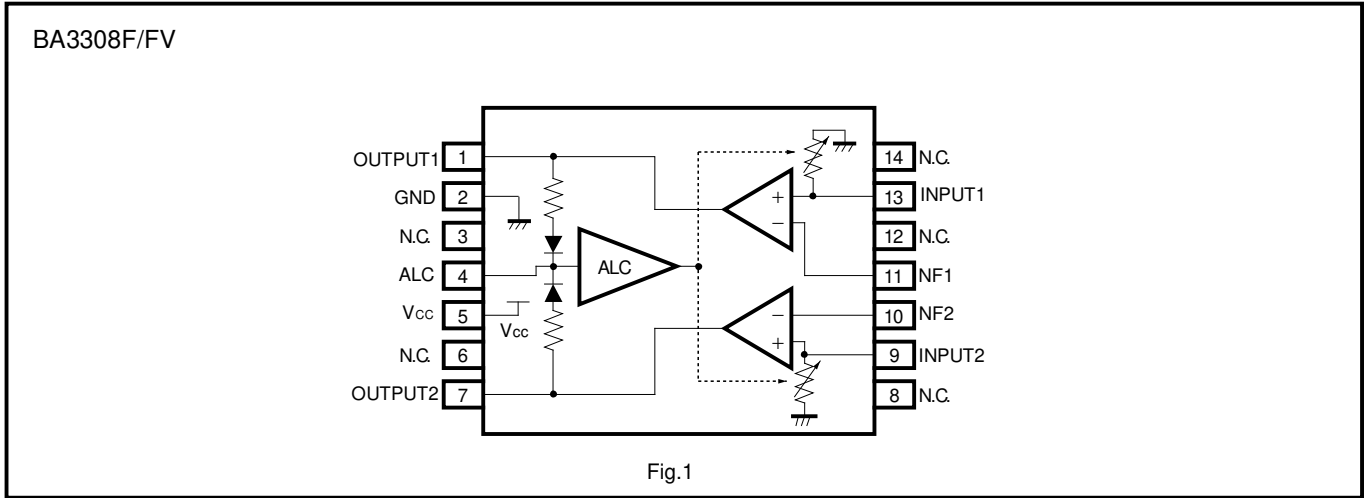 BA3308F/FV
OUTPUT1 1
GND 2
N.C. 3
ALC 4
Vcc 5
N.C. 6
OUTPUT2 7
Vcc
ALC
+
−
−
+
14 N.C.
13 INPUT1
12 N.C.
11 NF1
10 NF2
9 INPUT2
8 N.C.
Fig.1